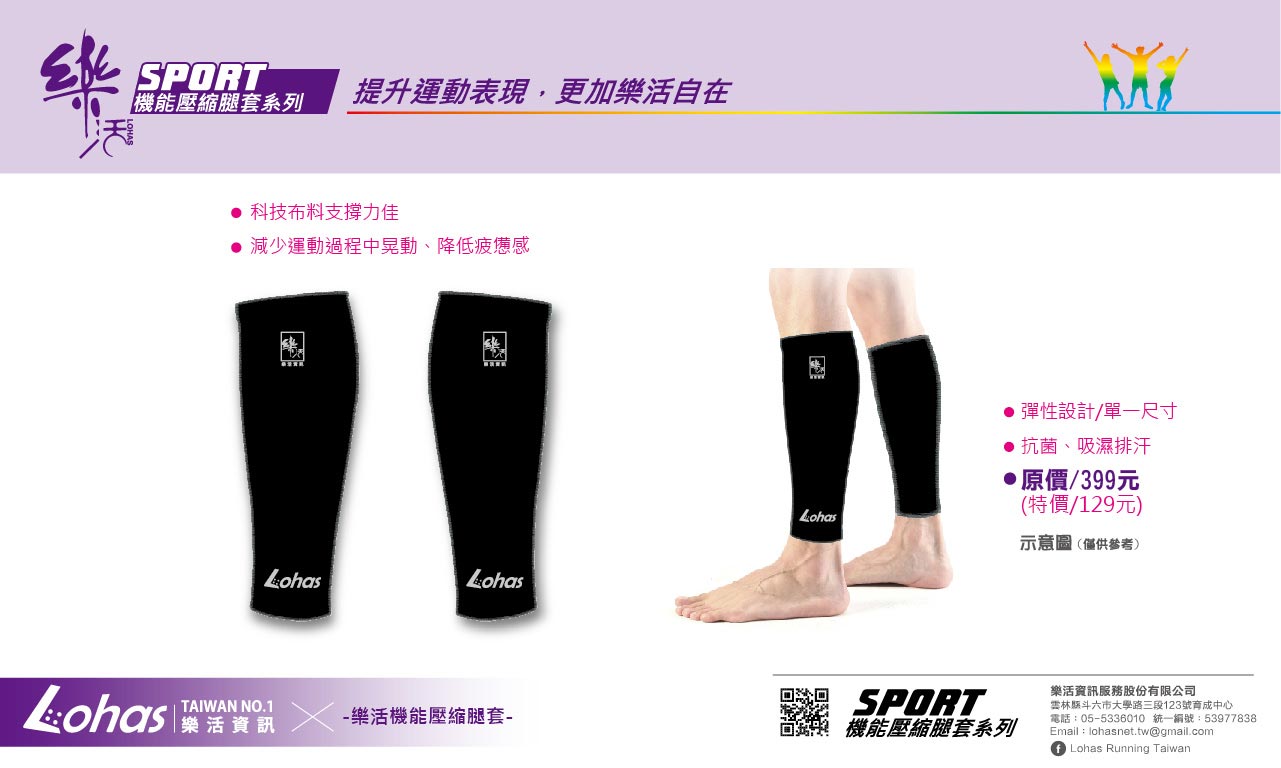 樂活
LOHAS
SPORT
機能壓縮腿套系列
提升運動表現，更加樂活自在
科技布料支撐力佳
減少運動過程中晃動、降低疲憊感
樂活資訊
樂活資訊
Lohas
Lohas
Lohas
彈性設計/單一尺寸
抗菌、吸濕排汗
原價/399元
(特價/129元)
示意圖（僅供參考）
Lohas
TAIWAN NO.1
樂活資訊
-樂活機能壓縮腿套-
SPORT
機能壓縮腿套系列
樂活資訊服務股份有限公司
雲林縣斗六市大學路三段123號育成中心
電話：05-5336010 統一編號：53977838
Email：lohasnet.tw@gmail.com
Lohas Running Taiwan